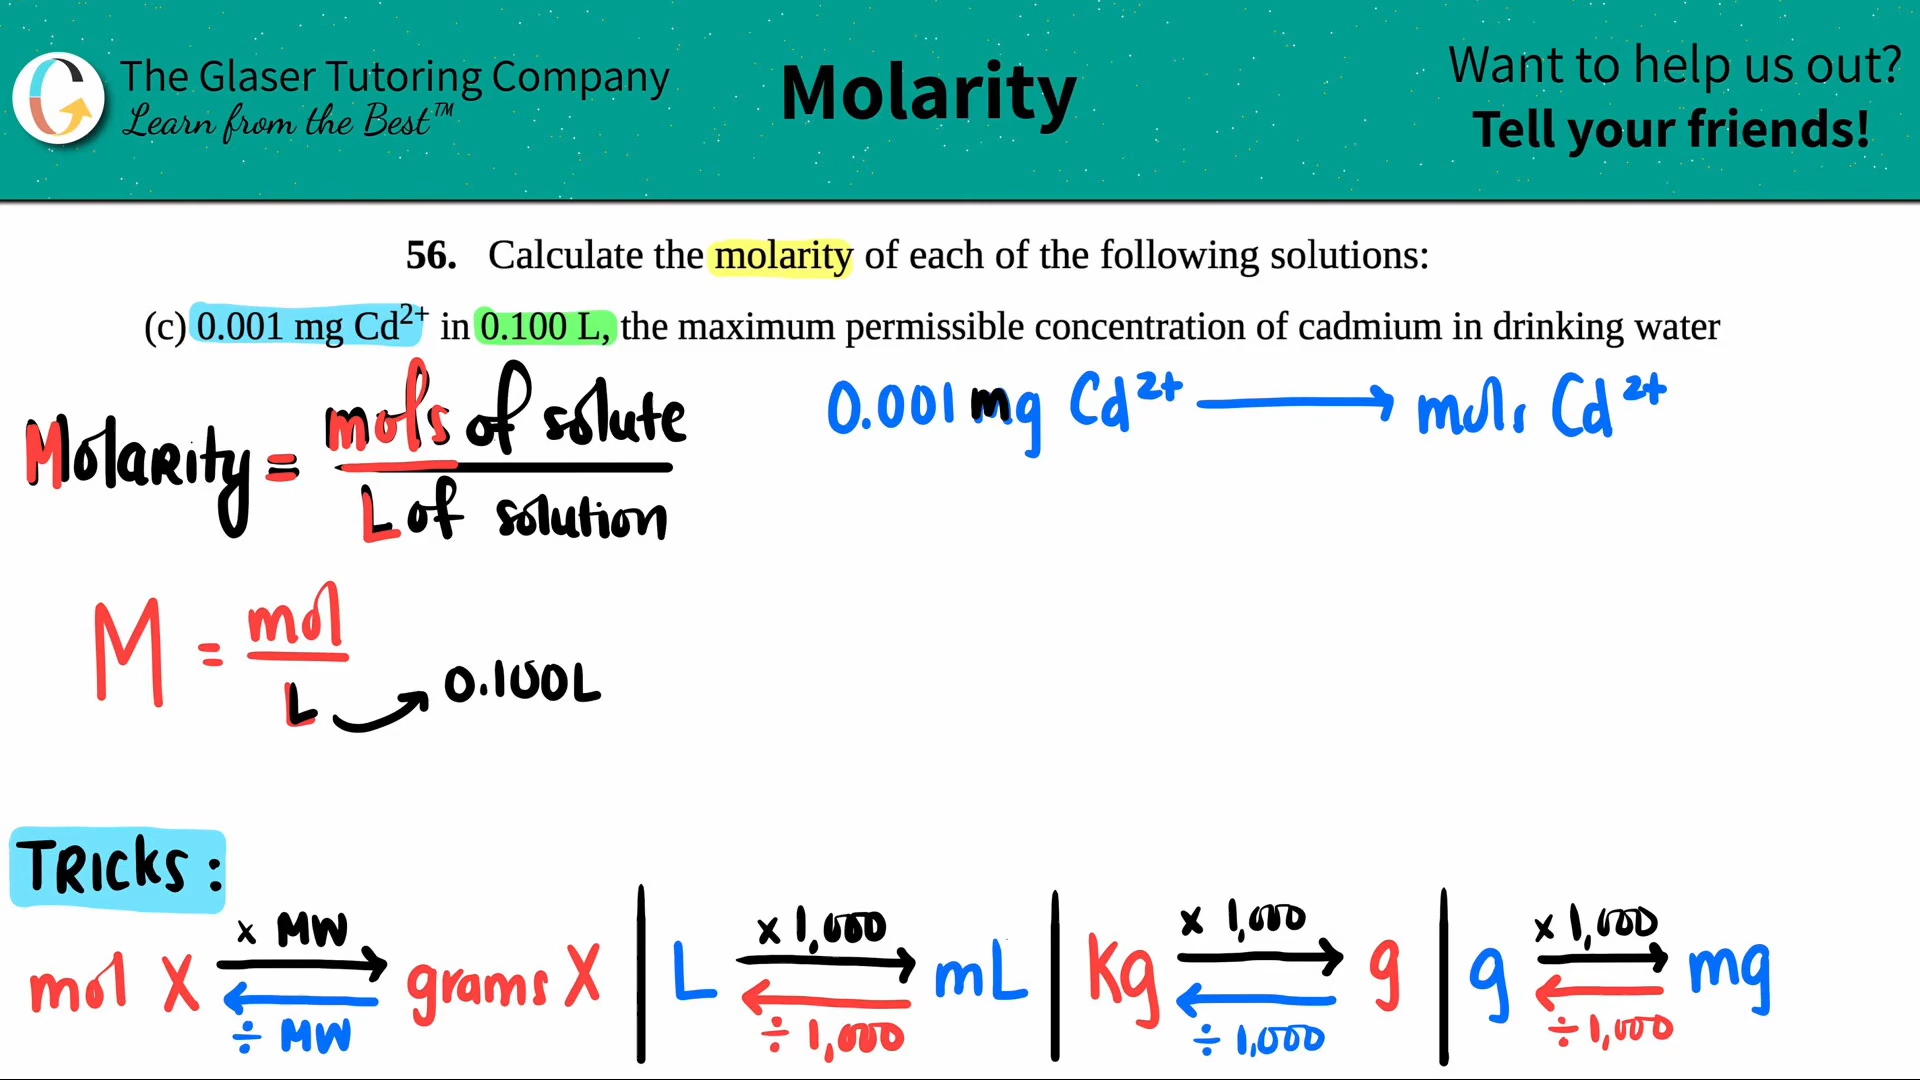 The Glaser Tutoring Company
Learn from the Best™
Molarity
Want to help us out?
Tell your friends!
56. Calculate the molarity of each of the following solutions:
(c) 0.001 mg Cd²⁺ in 0.100 L, the maximum permissible concentration of cadmium in drinking water
Molarity = mols of solute
L of solution
0.001 mg Cd²⁺ → mols Cd²⁺
M = mol
L → 0.100L
TRICKS:
x MW
mol X → grams X
← ÷ MW
x 1,000
L → mL
← ÷ 1,000
x 1,000
Kg → g
← ÷ 1,000
x 1,000
g → mg
← ÷ 1,000